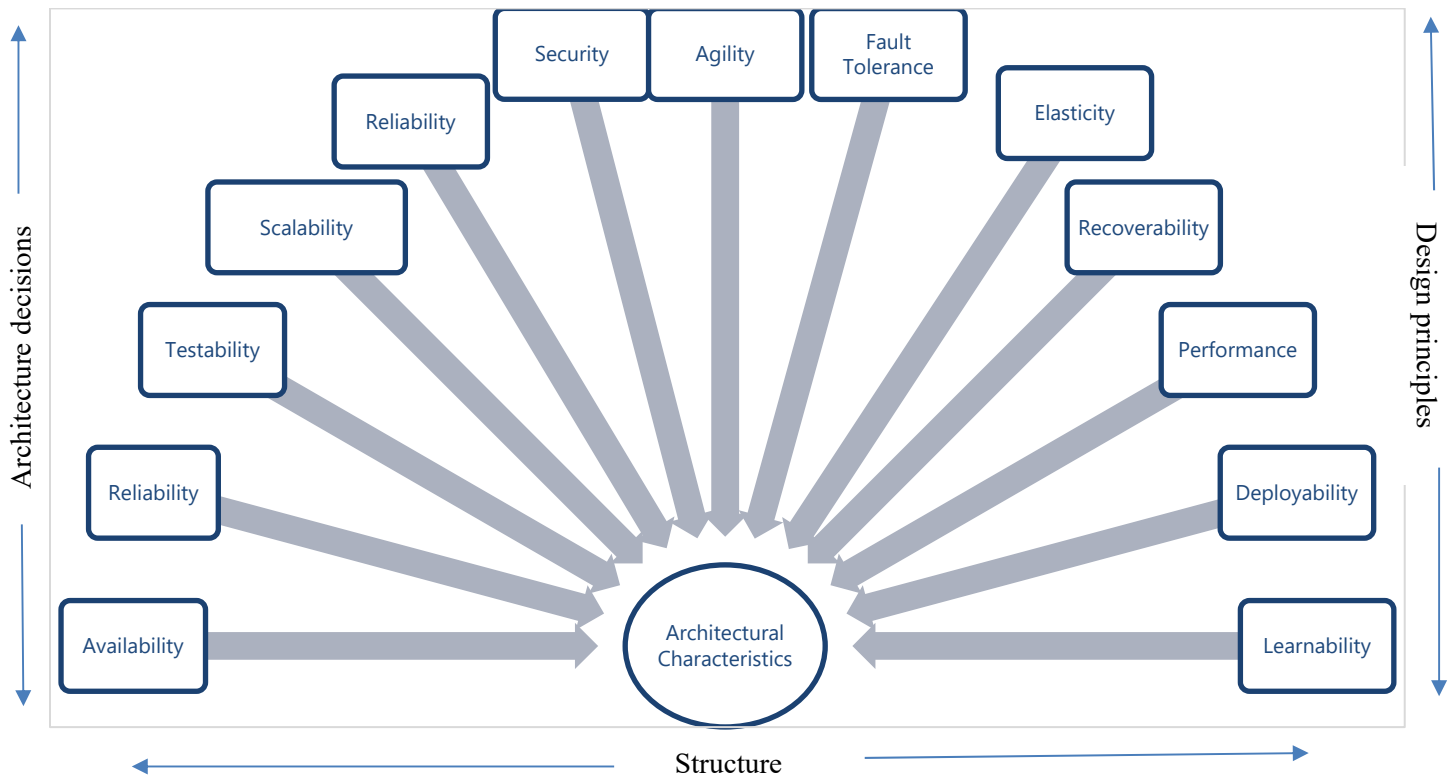 Security
Agility
Fault
Tolerance
Elasticity
Reliability
Scalability
Recoverability
Testability
Performance
Reliability
Deployability
Availability
Learnability
Architectural
Characteristics
Architecture decisions
Design principles
Structure